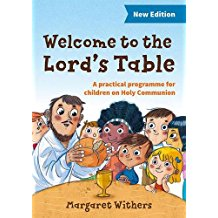 New Edition
Welcome to the
Lord's Table
A practical programme for
children on Holy Communion
Margaret Withers